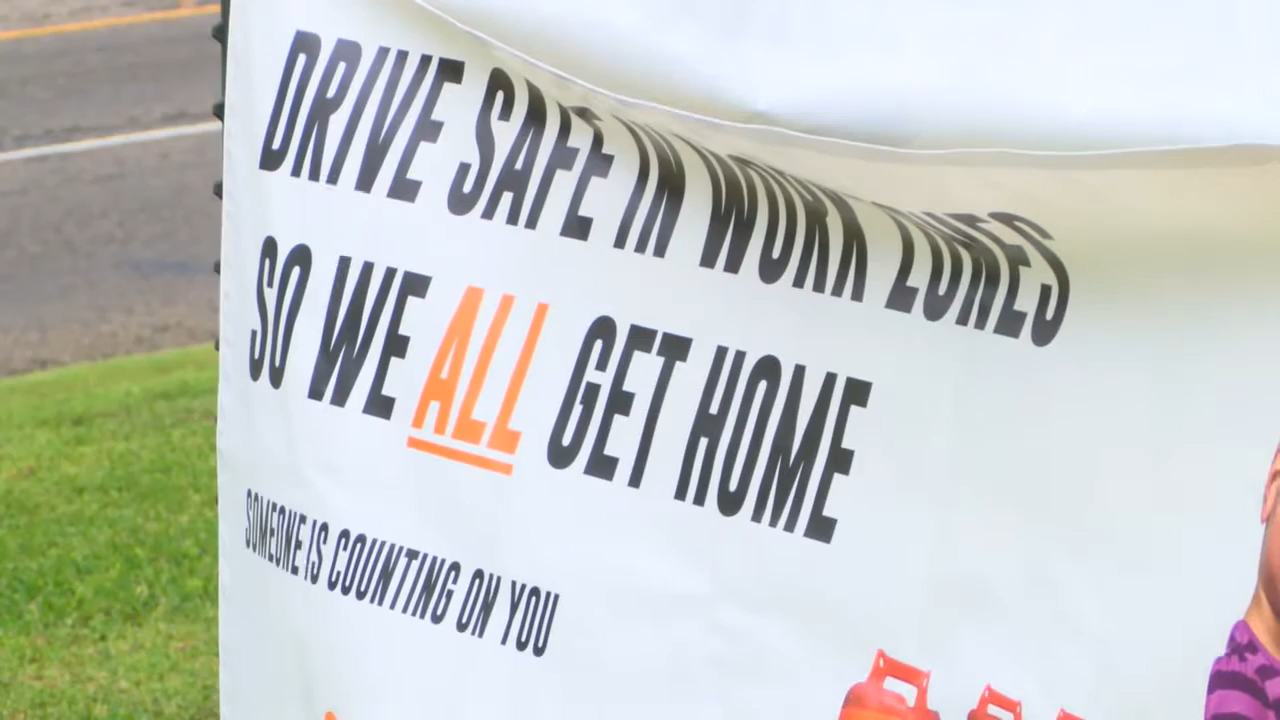 DRIVE SAFE IN WORK ZONES
SO WE ALL GET HOME
SOMEONE IS COUNTING ON YOU